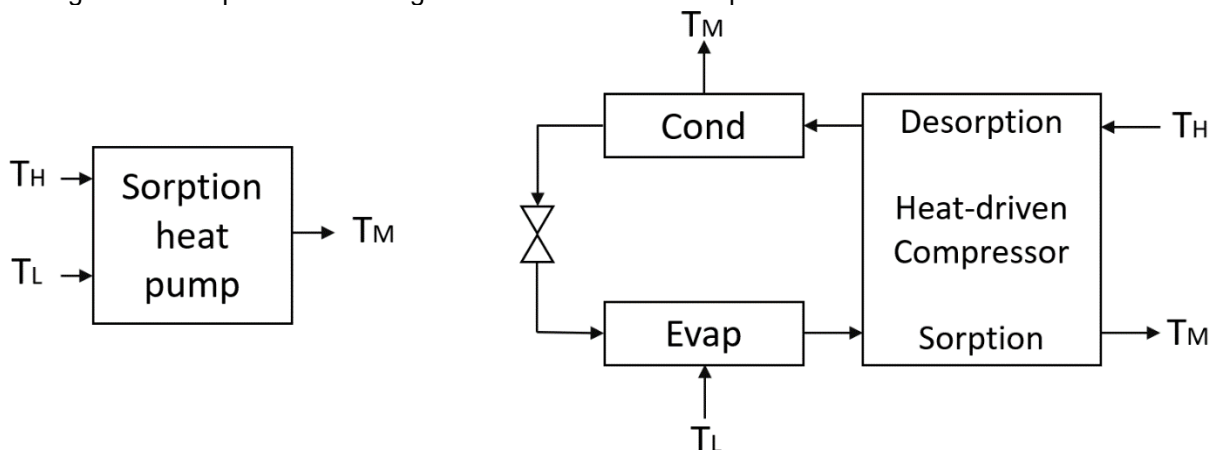 TH
TL
Sorption
heat
pump
TM
TM
Cond
Evap
TL
Desorption
Heat-driven
Compressor
Sorption
TH
TM